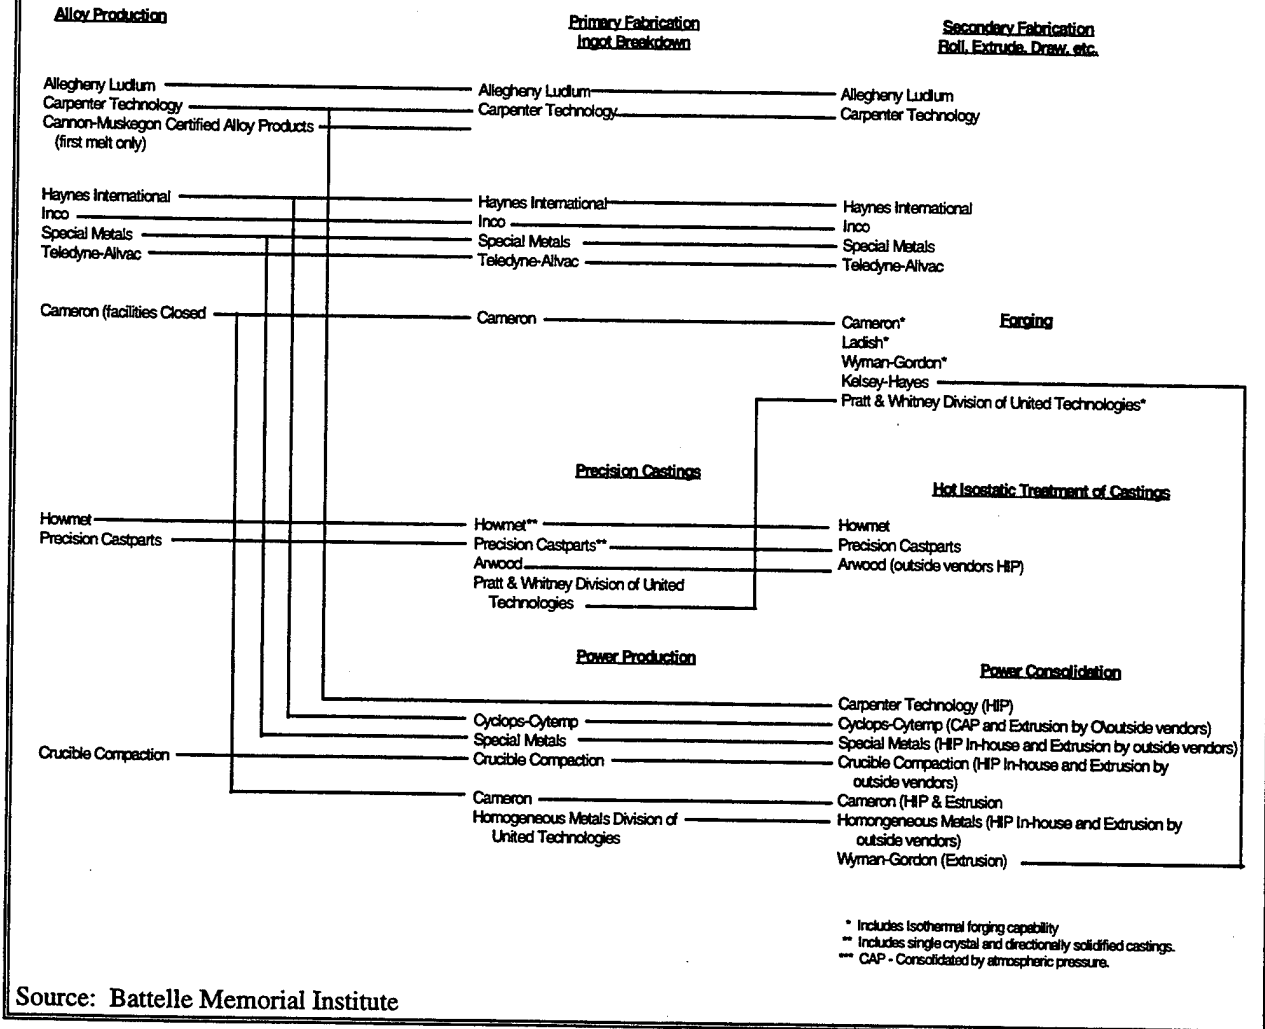 Alloy Production
Primary Fabrication
Ingot Breakdown
Secondary Fabrication
Roll, Extrude, Draw, etc.
Allegheny Ludlum
Allegheny Ludlum
Allegheny Ludlum
Carpenter Technology
Carpenter Technology
Carpenter Technology
Cannon-Muskegon Certified Alloy Products
(first melt only)
Haynes International
Haynes International
Haynes International
Inco
Inco
Inco
Special Metals
Special Metals
Special Metals
Teledyne-Allvac
Teledyne-Allvac
Teledyne-Allvac
Cameron (facilities Closed
Cameron
Cameron*
Forging
Ladish*
Wyman-Gordon*
Kelsey-Hayes
Pratt & Whitney Division of United Technologies*
Precision Castings
Hot Isostatic Treatment of Castings
Howmet
Howmet**
Howmet
Precision Castparts
Precision Castparts**
Precision Castparts
Arwood
Arwood (outside vendors HIP)
Pratt & Whitney Division of United
Technologies
Power Production
Power Consolidation
Carpenter Technology (HIP)
Cyclops-Cytemp
Cyclops-Cytemp (CAP and Extrusion by O\outside vendors)
Special Metals
Special Metals (HIP In-house and Extrusion by outside vendors)
Crucible Compaction
Crucible Compaction
Crucible Compaction (HIP In-house and Extrusion by
outside vendors)
Cameron
Cameron (HIP & Estrusion
Homogeneous Metals Division of
United Technologies
Homongeneous Metals (HIP In-house and Extrusion by
outside vendors)
Wyman-Gordon (Extrusion)
* Includes Isothermal forging capability
** Includes single crystal and directionally solidified castings.
*** CAP - Consolidated by atmospheric pressure.
Source: Battelle Memorial Institute